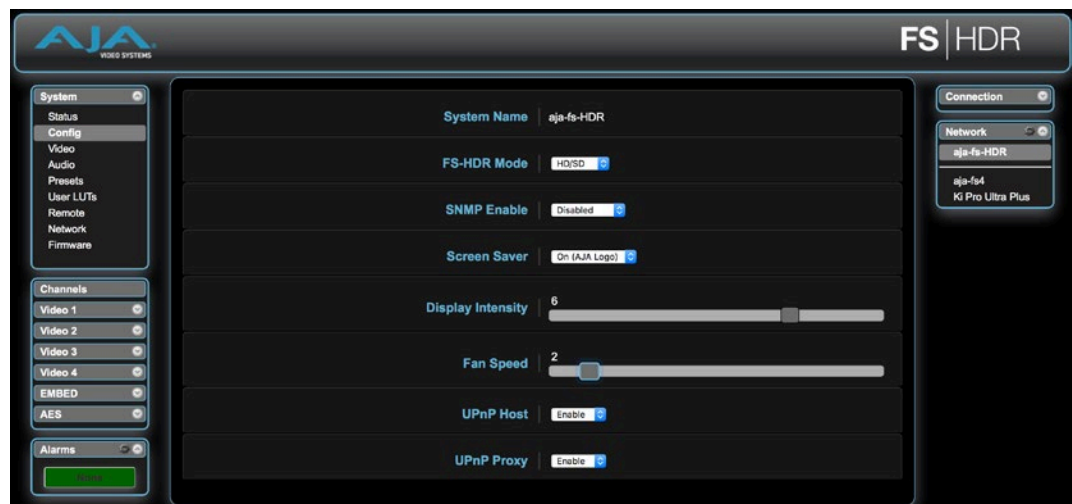 AJA
VIDEO SYSTEMS
FS|HDR
System
Status
Config
Video
Audio
Presets
User LUTs
Remote
Network
Firmware
Channels
Video 1
Video 2
Video 3
Video 4
EMBED
AES
Alarms
None
System Name aja-fs-HDR
FS-HDR Mode HD/SD
SNMP Enable Disabled
Screen Saver On (AJA Logo)
Display Intensity 6
Fan Speed 2
UPnP Host Enable
UPnP Proxy Enable
Connection
Network
aja-fs-HDR
aja-fs4
Ki Pro Ultra Plus